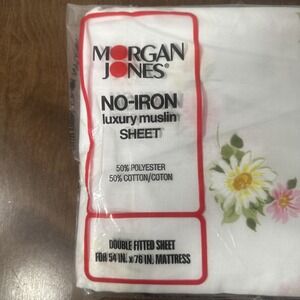 MORGAN
JONES®
NO-IRON
luxury muslin
SHEET
50% POLYESTER
50% COTTON/COTON
DOUBLE FITTED SHEET
FOR 54 IN. x 76 IN. MATTRESS